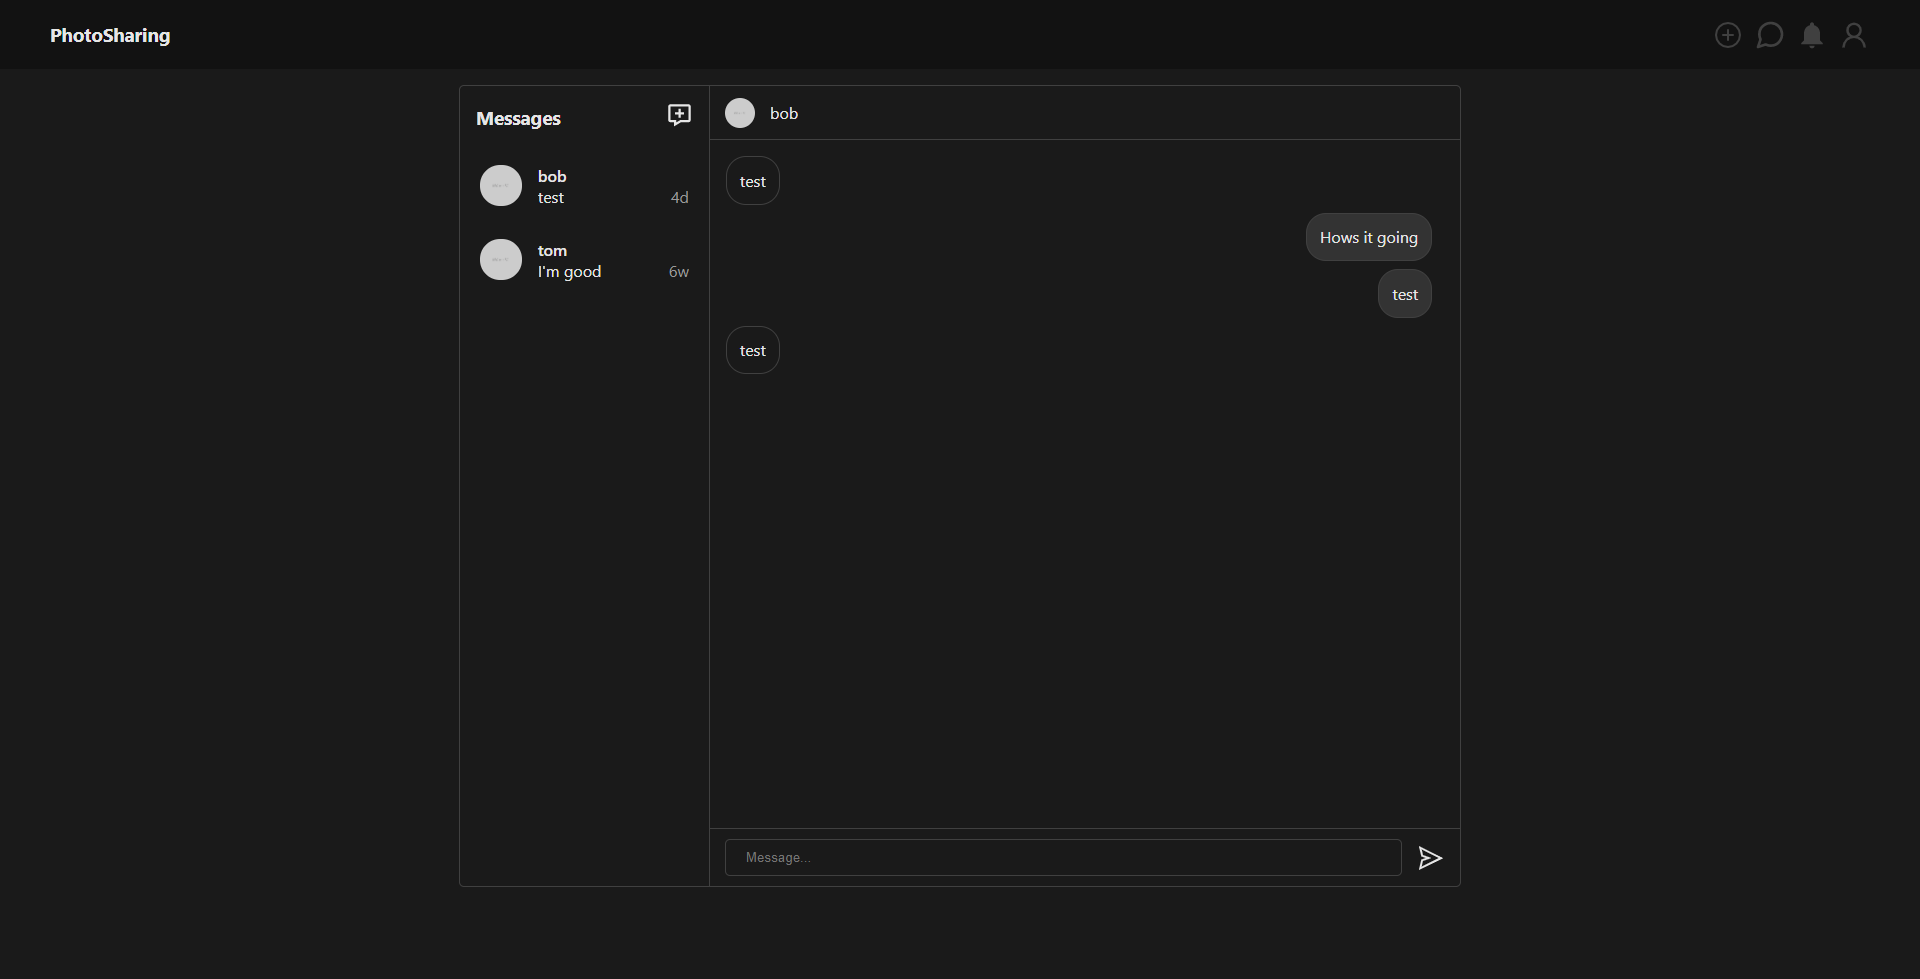 PhotoSharing
Messages
bob
test
4d
tom
I'm good
6w
bob
test
Hows it going
test
test
Message...